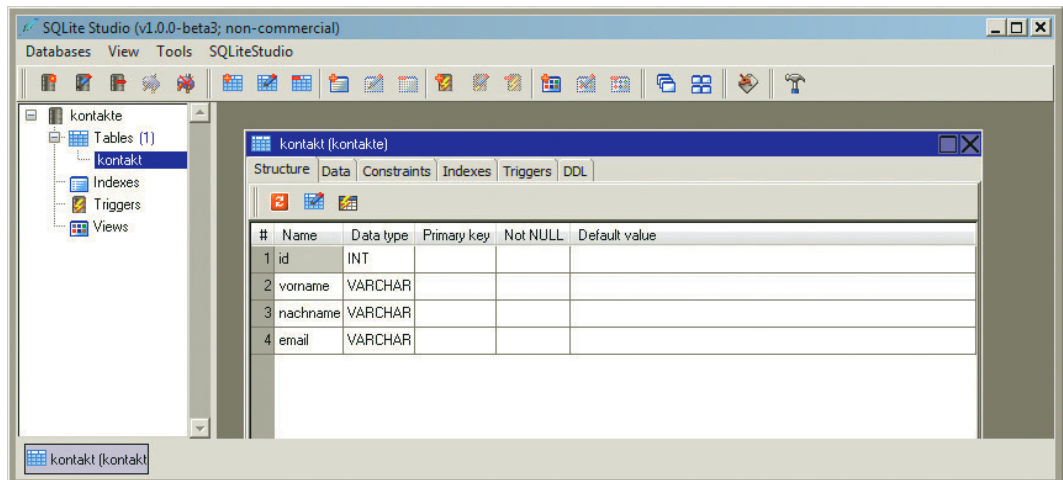 SQLite Studio (v1.0.0-beta3; non-commercial)
Databases View Tools SQLiteStudio
kontakte
Tables (1)
kontakt
Indexes
Triggers
Views
kontakt (kontakte)
Structure Data Constraints Indexes Triggers DDL
# Name Data type Primary key Not NULL Default value
1 id INT
2 vorname VARCHAR
3 nachname VARCHAR
4 email VARCHAR
kontakt (kontakt